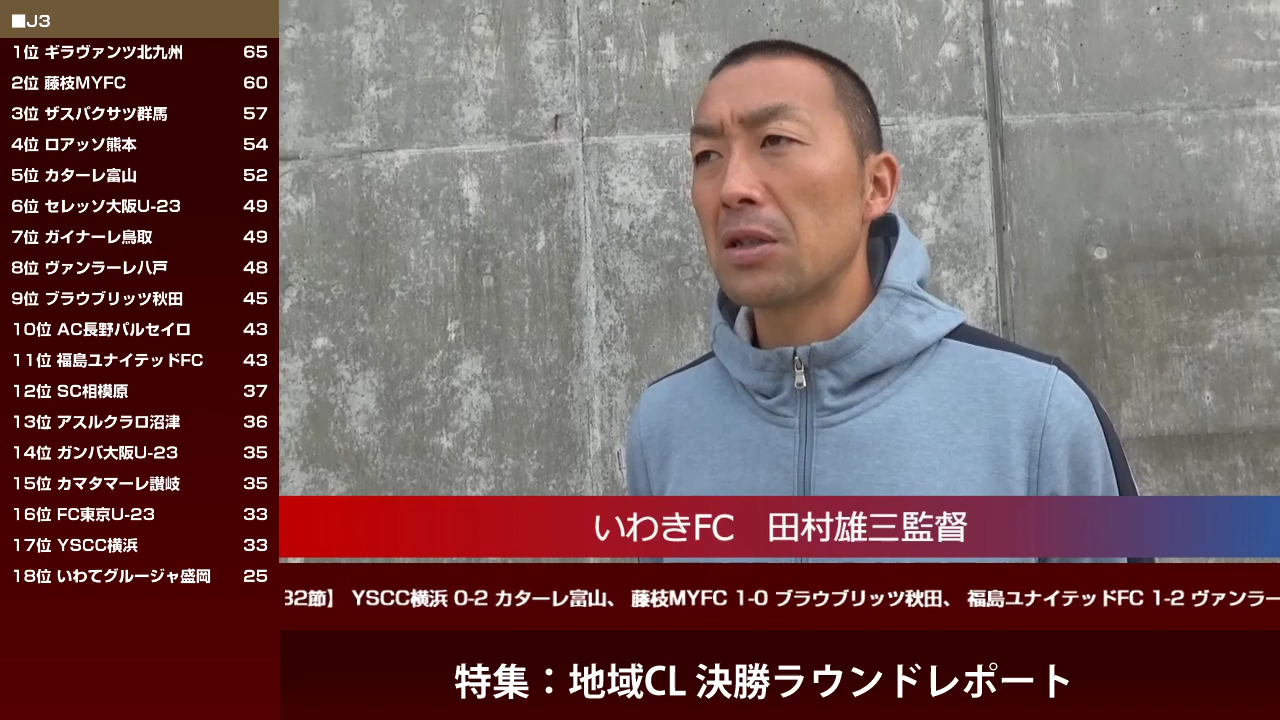 ■J3
1位 ギラヴァンツ北九州 65
2位 藤枝MYFC 60
3位 ザスパクサツ群馬 57
4位 ロアッソ熊本 54
5位 カターレ富山 52
6位 セレッソ大阪U-23 49
7位 ガイナーレ鳥取 49
8位 ヴァンラーレ八戸 48
9位 ブラウブリッツ秋田 45
10位 AC長野パルセイロ 43
11位 福島ユナイテッドFC 43
12位 SC相模原 37
13位 アスルクラロ沼津 36
14位 ガンバ大阪U-23 35
15位 カマタマーレ讃岐 35
16位 FC東京U-23 33
17位 YSCC横浜 33
18位 いわてグルージャ盛岡 25
いわきFC 田村雄三監督
32節】 YSCC横浜 0-2 カターレ富山、 藤枝MYFC 1-0 ブラウブリッツ秋田、 福島ユナイテッドFC 1-2 ヴァンラー
特集：地域CL 決勝ラウンドレポート